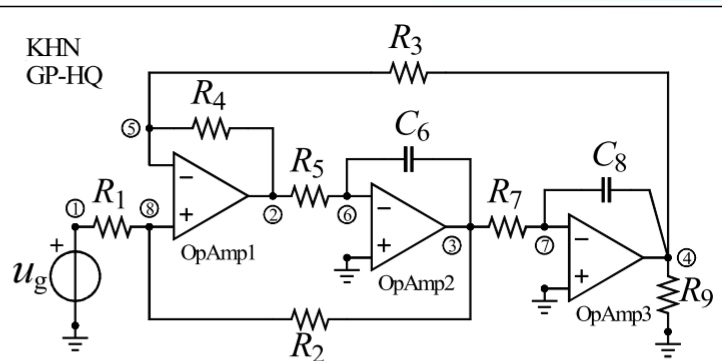 KHN
GP-HQ
R3
R4
5
C6
R5
C8
R7
1
R1
8
−
+
OpAmp1
2
6
−
+
OpAmp2
3
7
−
+
OpAmp3
4
+
ug
R9
R2